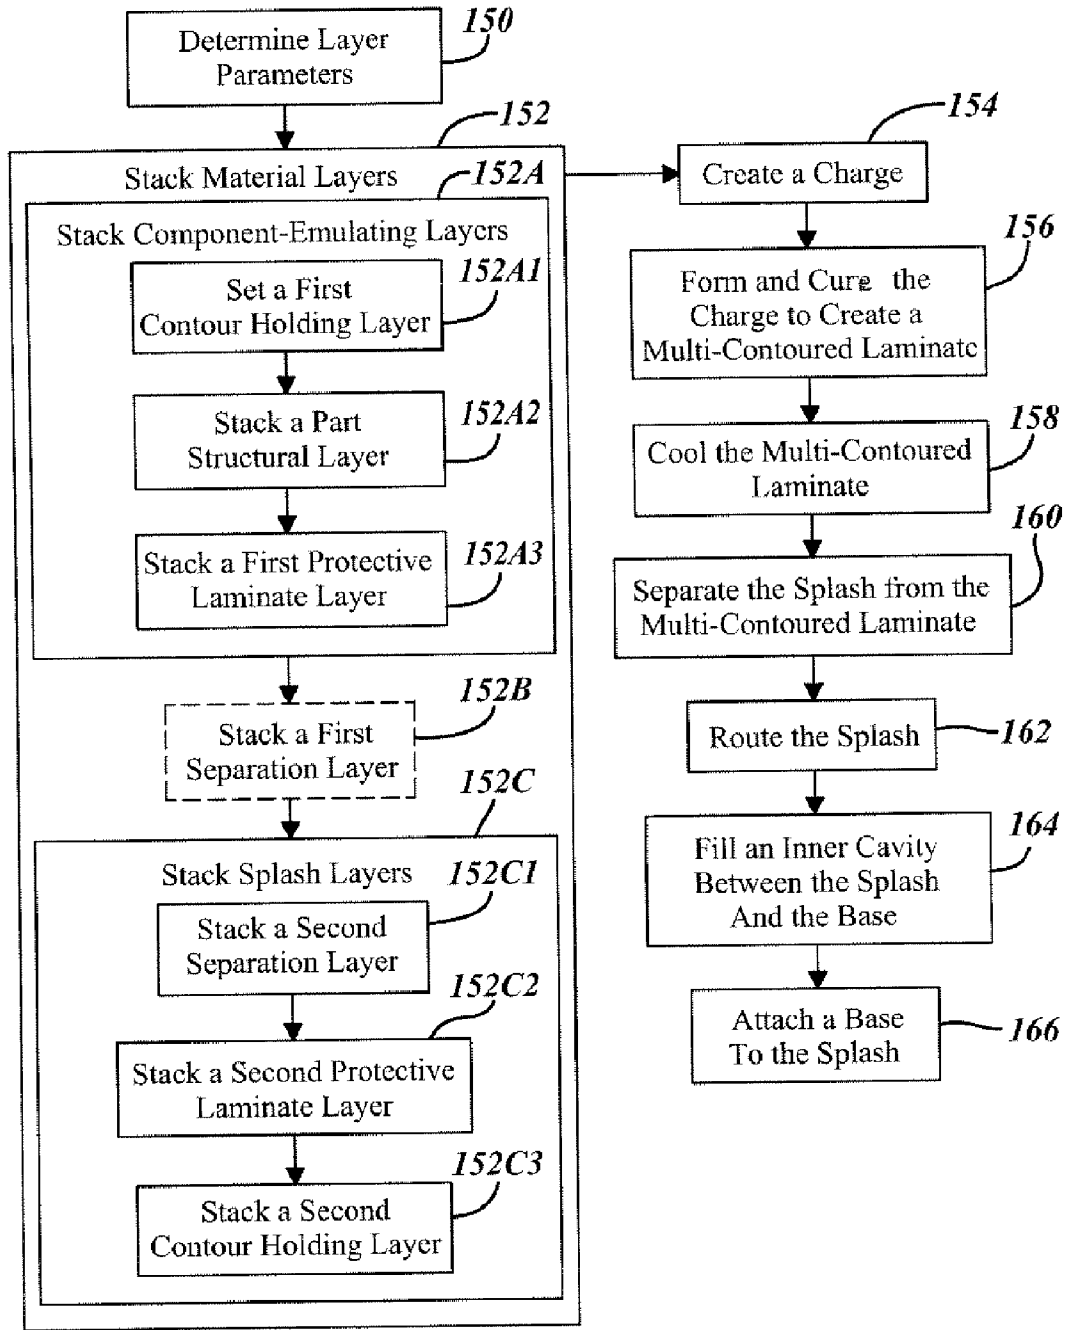 150
Determine Layer
Parameters
152
Stack Material Layers
152A
Stack Component-Emulating Layers
152A1
Set a First
Contour Holding Layer
152A2
Stack a Part
Structural Layer
152A3
Stack a First Protective
Laminate Layer
152B
Stack a First
Separation Layer
152C
Stack Splash Layers
152C1
Stack a Second
Separation Layer
152C2
Stack a Second Protective
Laminate Layer
152C3
Stack a Second
Contour Holding Layer
154
Create a Charge
156
Form and Cure the
Charge to Create a
Multi-Contoured Laminate
158
Cool the Multi-Contoured
Laminate
160
Separate the Splash from the
Multi-Contoured Laminate
Route the Splash
162
164
Fill an Inner Cavity
Between the Splash
And the Base
Attach a Base
To the Splash
166